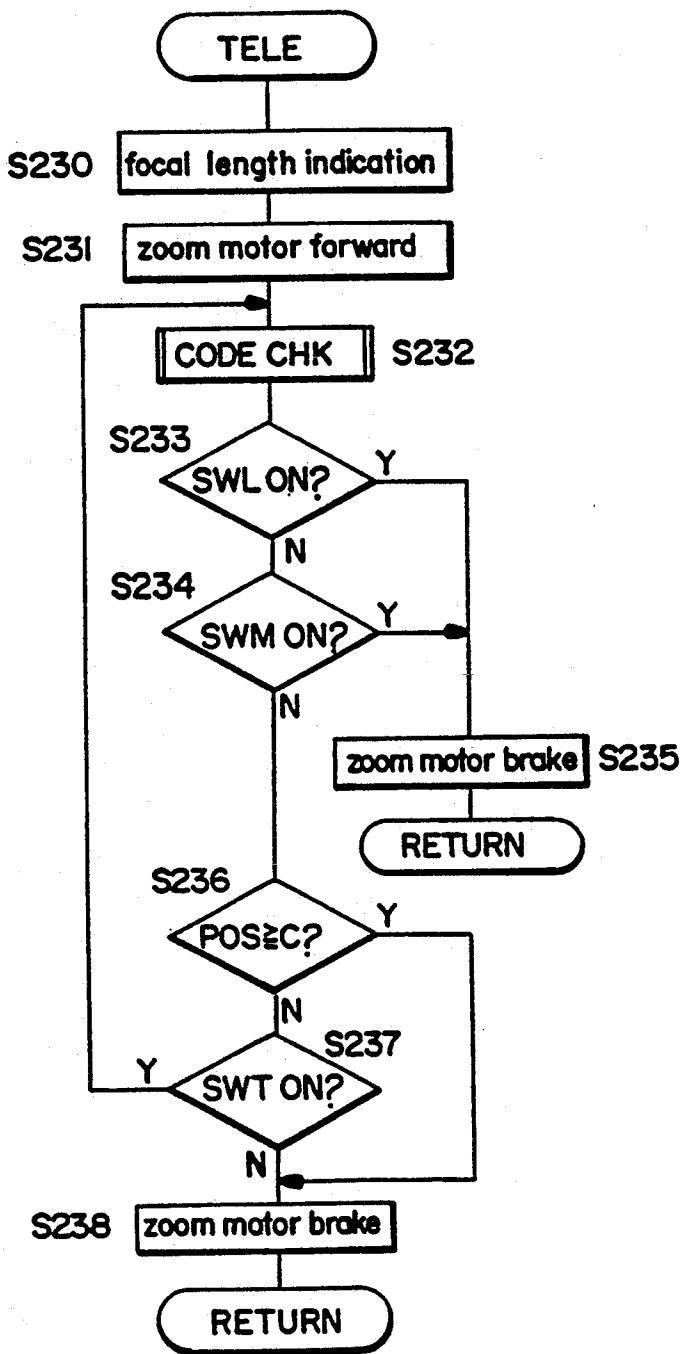 TELE
S230 focal length indication
S231 zoom motor forward
CODE CHK S232
S233
SWL ON? Y
N
S234
SWM ON? Y
N
zoom motor brake S235
RETURN
S236
POS≧C? Y
N
S237
Y SWT ON?
N
S238 zoom motor brake
RETURN